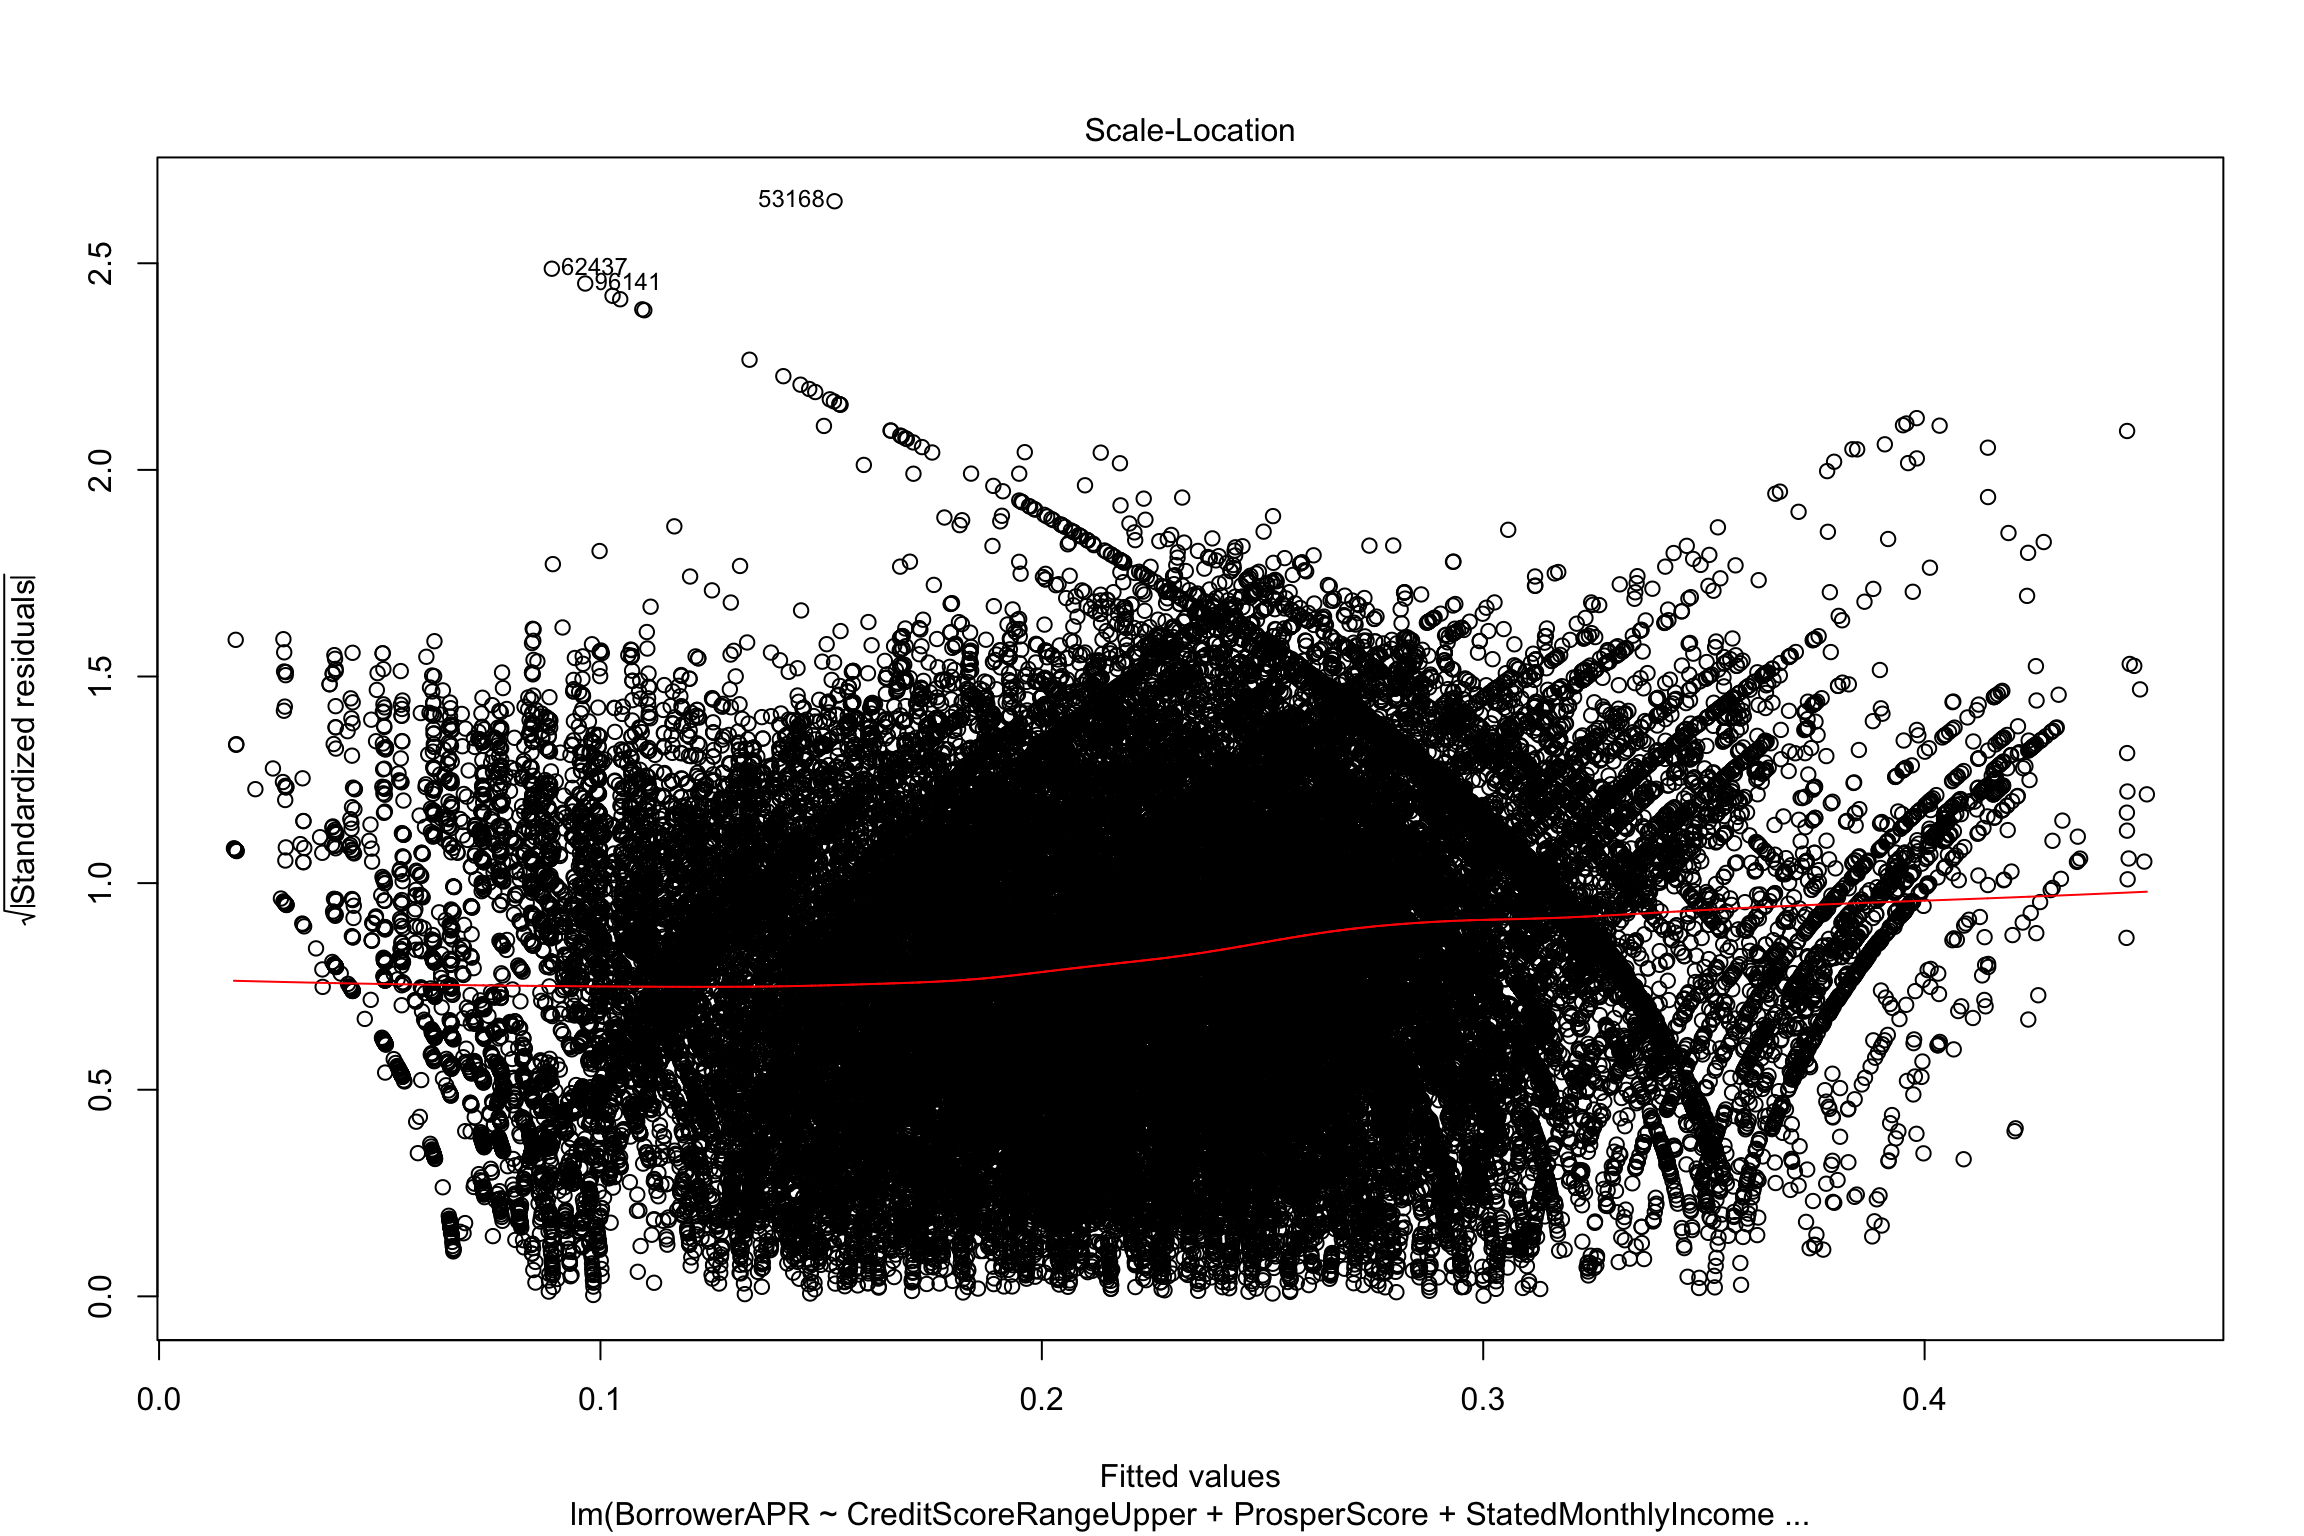 Scale-Location
53168
62437
96141
2.5
2.0
1.5
1.0
0.5
0.0
√|Standardized residuals|
0.0 0.1 0.2 0.3 0.4
Fitted values
lm(BorrowerAPR ~ CreditScoreRangeUpper + ProsperScore + StatedMonthlyIncome ...